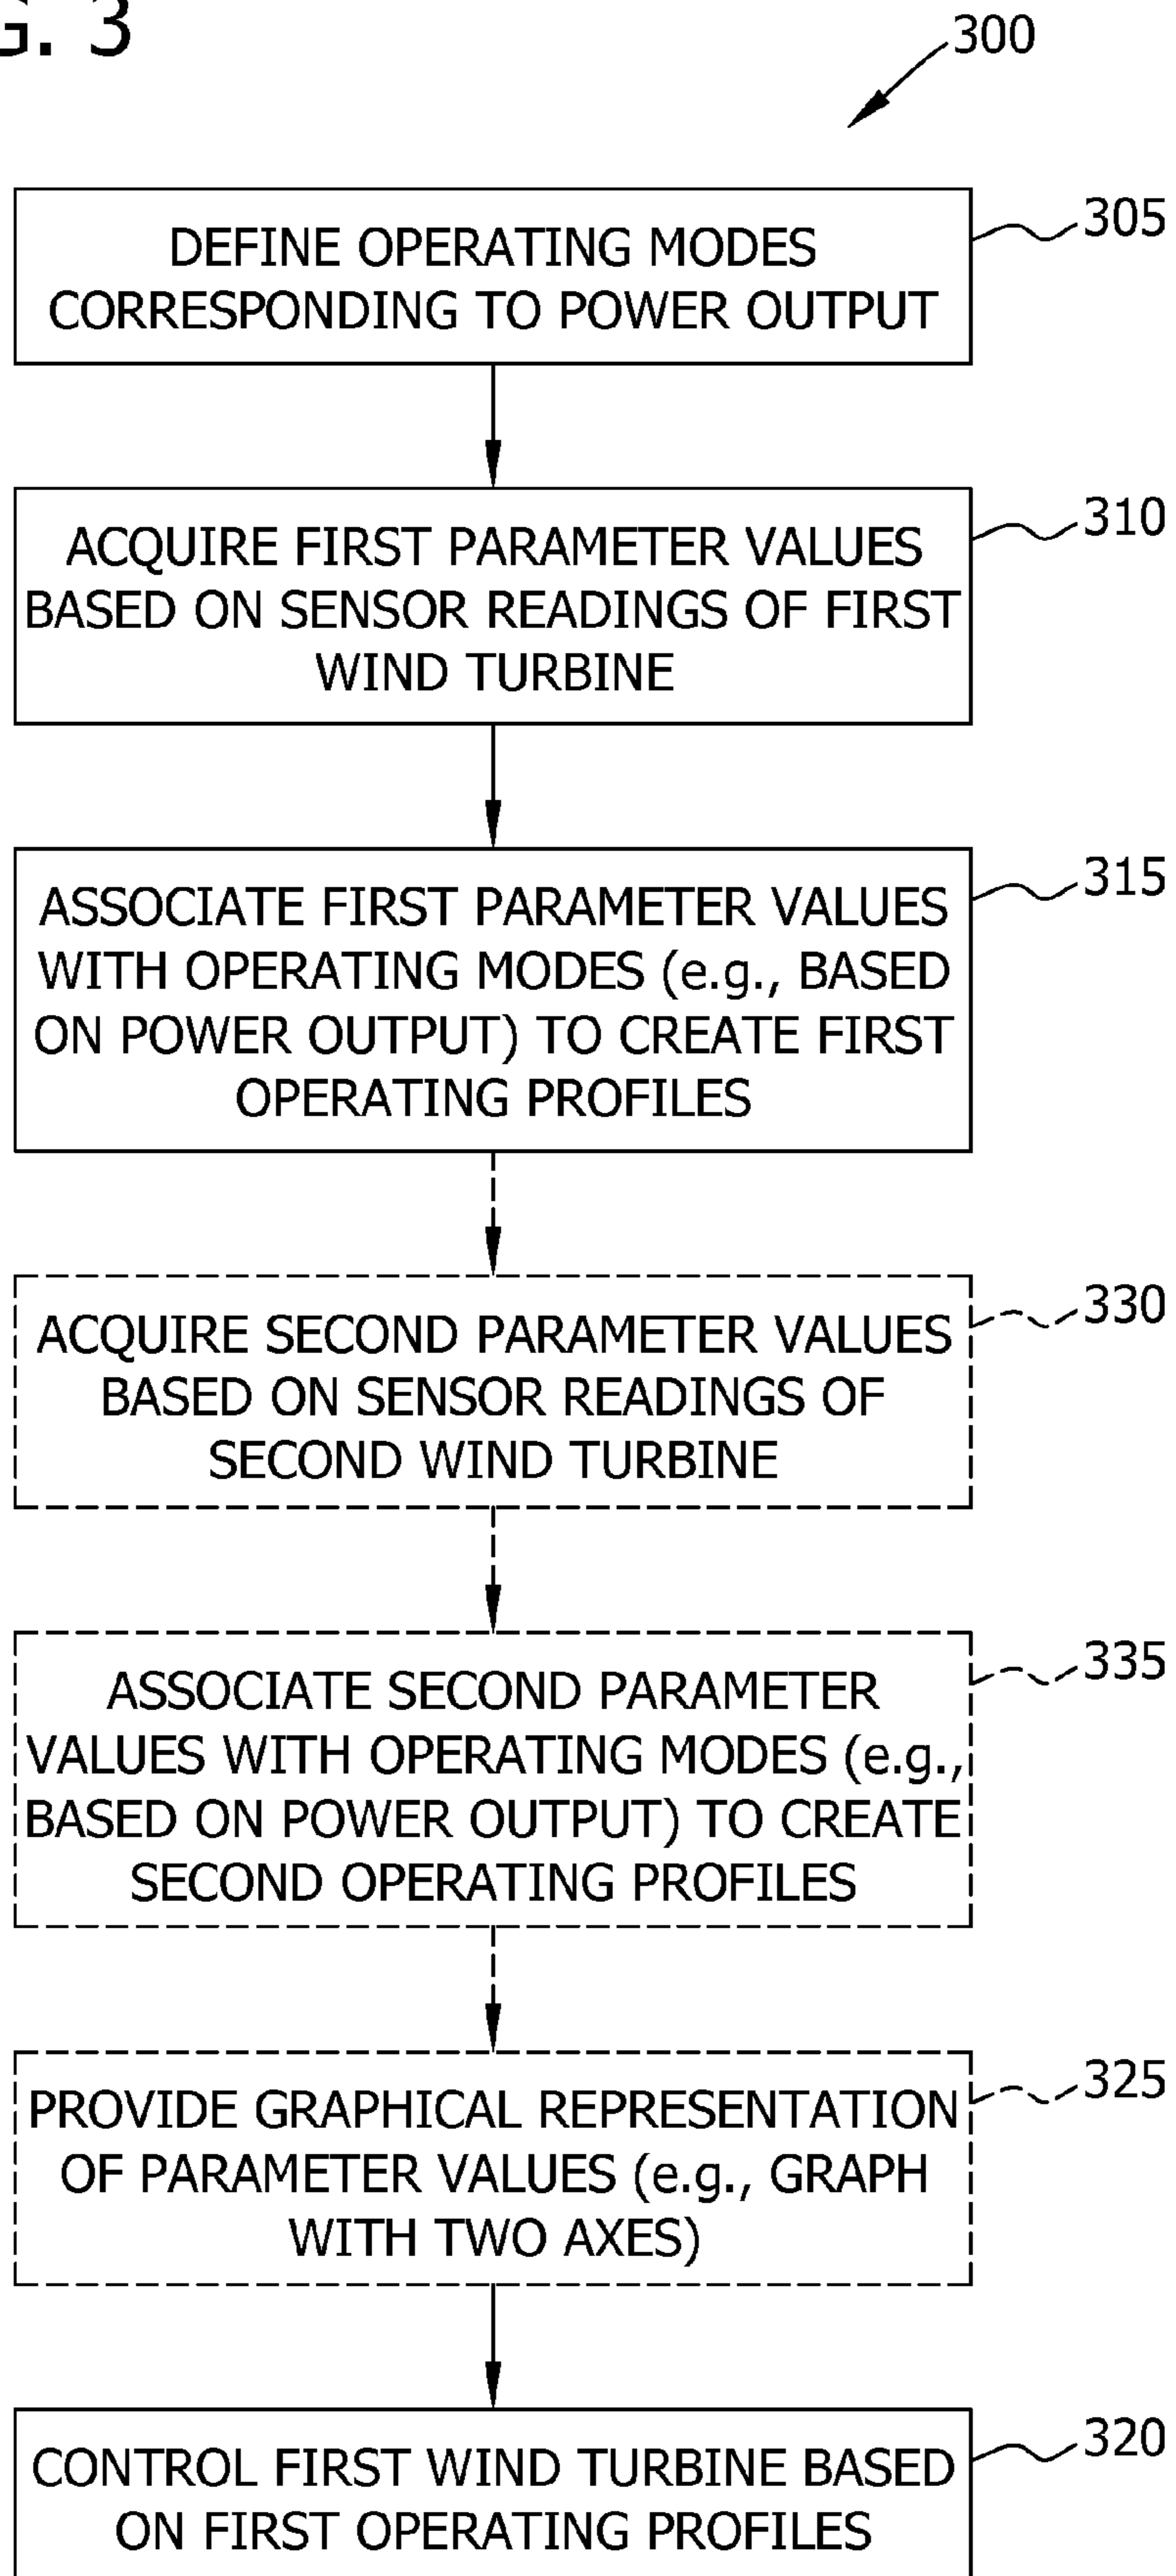 G. 3
300
DEFINE OPERATING MODES
CORRESPONDING TO POWER OUTPUT
305
ACQUIRE FIRST PARAMETER VALUES
BASED ON SENSOR READINGS OF FIRST
WIND TURBINE
310
ASSOCIATE FIRST PARAMETER VALUES
WITH OPERATING MODES (e.g., BASED
ON POWER OUTPUT) TO CREATE FIRST
OPERATING PROFILES
315
ACQUIRE SECOND PARAMETER VALUES
BASED ON SENSOR READINGS OF
SECOND WIND TURBINE
330
ASSOCIATE SECOND PARAMETER
VALUES WITH OPERATING MODES (e.g.,
BASED ON POWER OUTPUT) TO CREATE
SECOND OPERATING PROFILES
335
PROVIDE GRAPHICAL REPRESENTATION
OF PARAMETER VALUES (e.g., GRAPH
WITH TWO AXES)
325
CONTROL FIRST WIND TURBINE BASED
ON FIRST OPERATING PROFILES
320